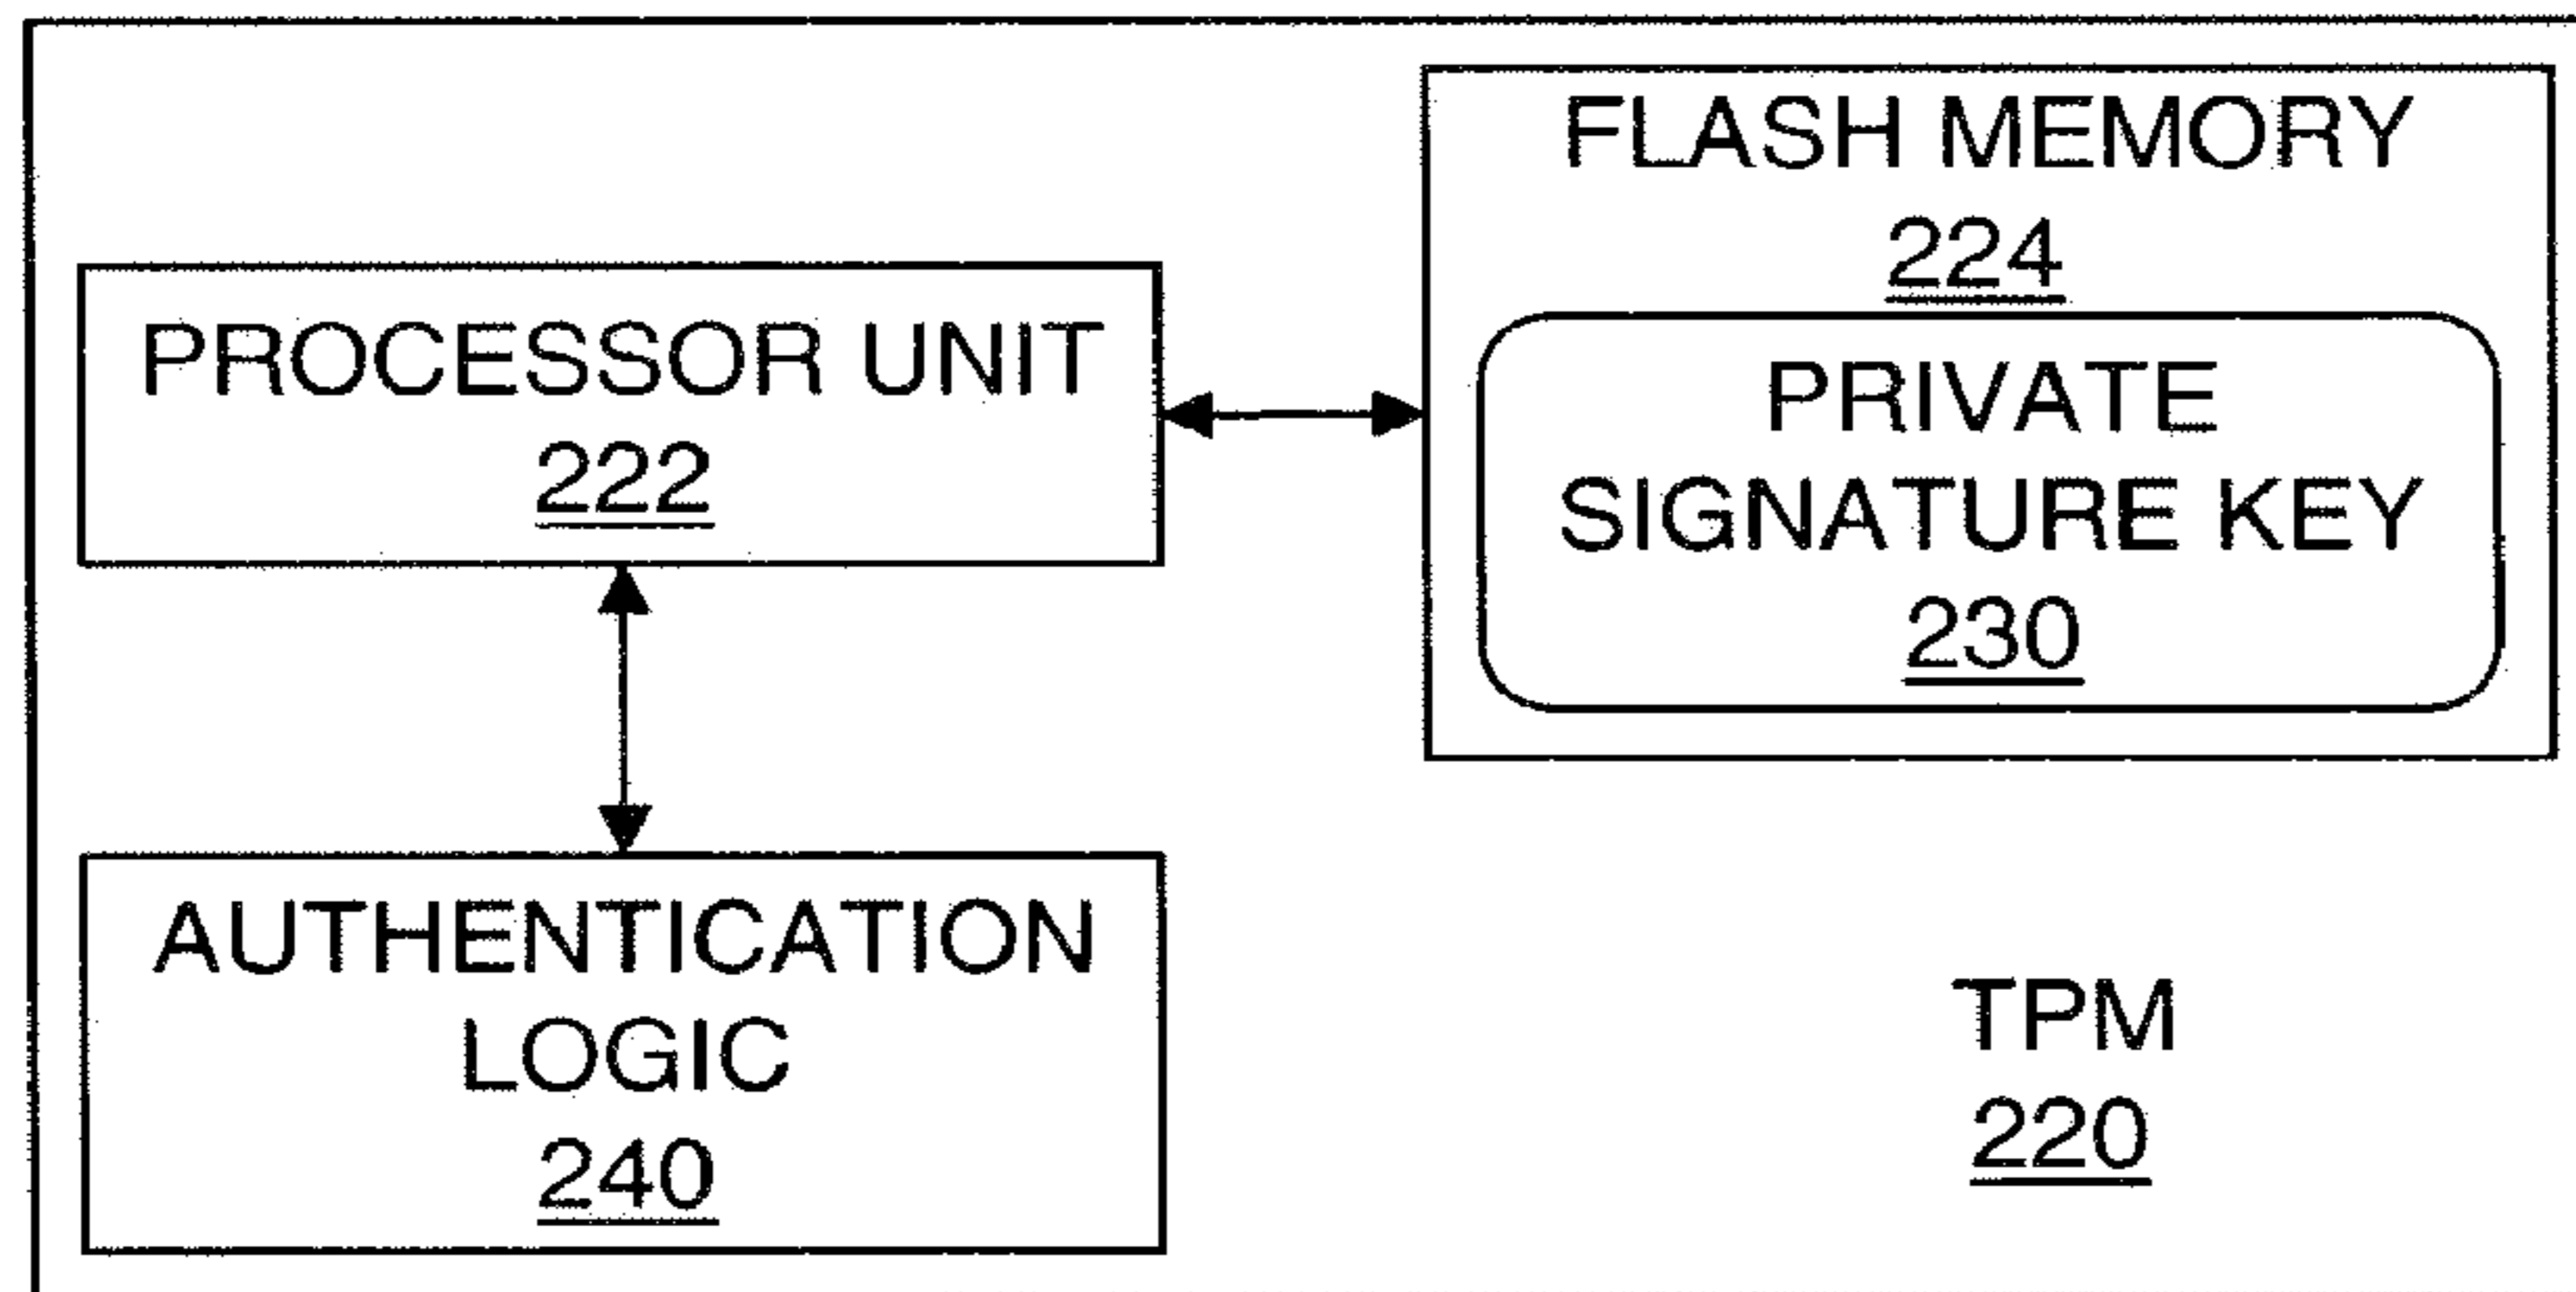 FLASH MEMORY
224
PRIVATE
SIGNATURE KEY
230
PROCESSOR UNIT
222
AUTHENTICATION
LOGIC
240
TPM
220